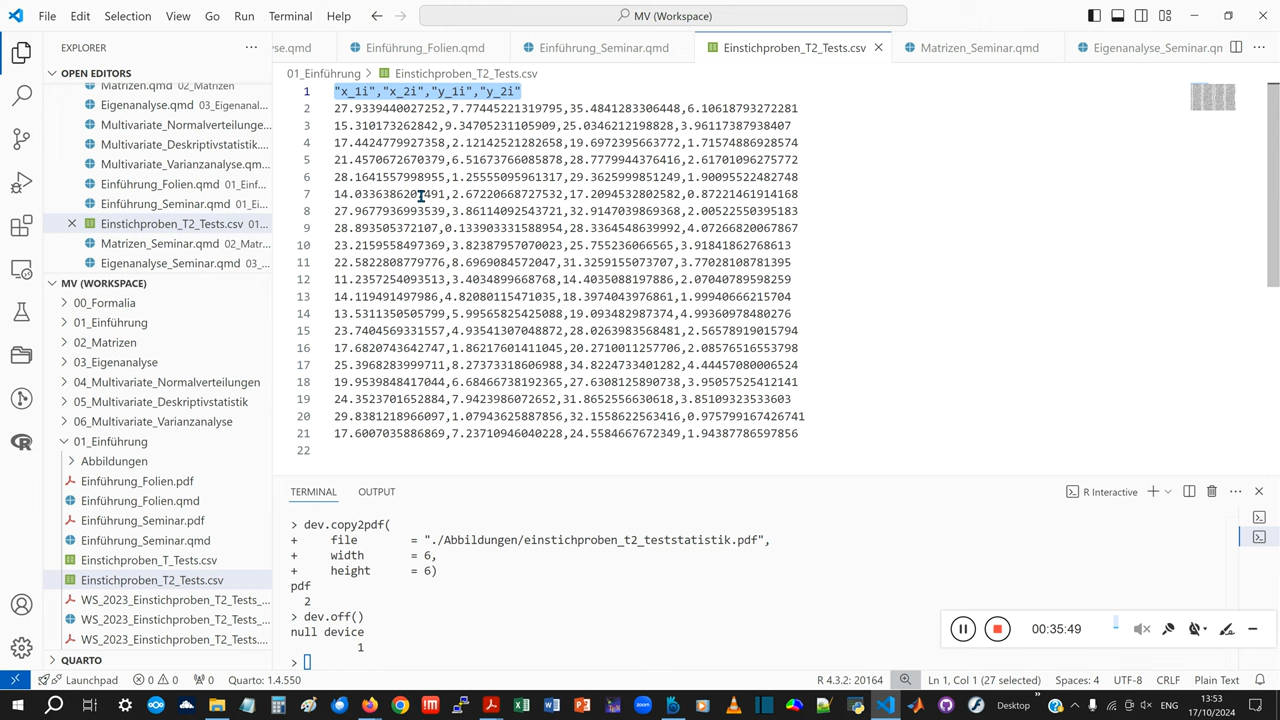 File Edit Selection View Go Run Terminal Help
MV (Workspace)
EXPLORER
yse.qmd
Einführung_Folien.qmd
Einführung_Seminar.qmd
Einstichproben_T2_Tests.csv
Matrizen_Seminar.qmd
Eigenanalyse_Seminar.qn
OPEN EDITORS
Matrizen.qmd 02_Matrizen
Eigenanalyse.qmd 03_Eigenanal...
Multivariate_Normalverteilunge...
Multivariate_Deskriptivstatistik....
Multivariate_Varianzanalyse.qm...
Einführung_Folien.qmd 01_Einf...
Einführung_Seminar.qmd 01_Ei...
Einstichproben_T2_Tests.csv 01...
Matrizen_Seminar.qmd 02_Matr...
Eigenanalyse_Seminar.qmd 03_...
MV (WORKSPACE)
00_Formalia
01_Einführung
02_Matrizen
03_Eigenanalyse
04_Multivariate_Normalverteilungen
05_Multivariate_Deskriptivstatistik
06_Multivariate_Varianzanalyse
01_Einführung
Abbildungen
Einführung_Folien.pdf
Einführung_Folien.qmd
Einführung_Seminar.pdf
Einführung_Seminar.qmd
Einstichproben_T_Tests.csv
Einstichproben_T2_Tests.csv
WS_2023_Einstichproben_T2_Tests_...
WS_2023_Einstichproben_T2_Tests_...
WS_2023_Einstichproben_T2_Tests....
QUARTO
01_Einführung > Einstichproben_T2_Tests.csv
1 "x_1i","x_2i","y_1i","y_2i"
2 27.9339440027252,7.77445221319795,35.4841283306448,6.10618793272281
3 15.310173262842,9.34705231105909,25.0346212198828,3.96117387938407
4 17.4424779927358,2.12142521282658,19.6972395663772,1.71574886928574
5 21.4570672670379,6.51673766085878,28.7779944376416,2.61701096275772
6 28.1641557998955,1.25555095961317,29.3625999851249,1.90095522482748
7 14.0336386207491,2.67220668727532,17.2094532802582,0.87221461914168
8 27.9677936993539,3.86114092543721,32.9147039869368,2.00522550395183
9 28.893505372107,0.133903331588954,28.3364548639992,4.07266820067867
10 23.2159558497369,3.82387957070023,25.755236066565,3.91841862768613
11 22.5822808779776,8.6969084572047,31.3259155073707,3.77028108781395
12 11.2357254093513,3.4034899668768,14.4035088197886,2.07040789598259
13 14.119491497986,4.82080115471035,18.3974043976861,1.99940666215704
14 13.5311350505799,5.99565825425088,19.093482987374,4.99360978480276
15 23.7404569331557,4.93541307048872,28.0263983568481,2.56578919015794
16 17.6820743642747,1.86217601411045,20.2710011257706,2.08576516553798
17 25.3968283999711,8.27373318606988,34.8224733401282,4.44457080006524
18 19.9539848417044,6.68466738192365,27.6308125890738,3.95057525412141
19 24.3523701652884,7.9423986072652,31.8652556630618,3.85109323533603
20 29.8381218966097,1.07943625887856,32.1558622563416,0.975799167426741
21 17.6007035886869,7.23710946040228,24.5584667672349,1.94387786597856
22
TERMINAL OUTPUT
R Interactive
> dev.copy2pdf(
+ file = "./Abbildungen/einstichproben_t2_teststatistik.pdf",
+ width = 6,
+ height = 6)
pdf
2
> dev.off()
null device
1
>
00:35:49
Launchpad
0 0 0
Quarto: 1.4.550
R 4.3.2: 20164
Ln 1, Col 1 (27 selected)
Spaces: 4
UTF-8
CRLF
Plain Text
Desktop
13:53
17/10/2024